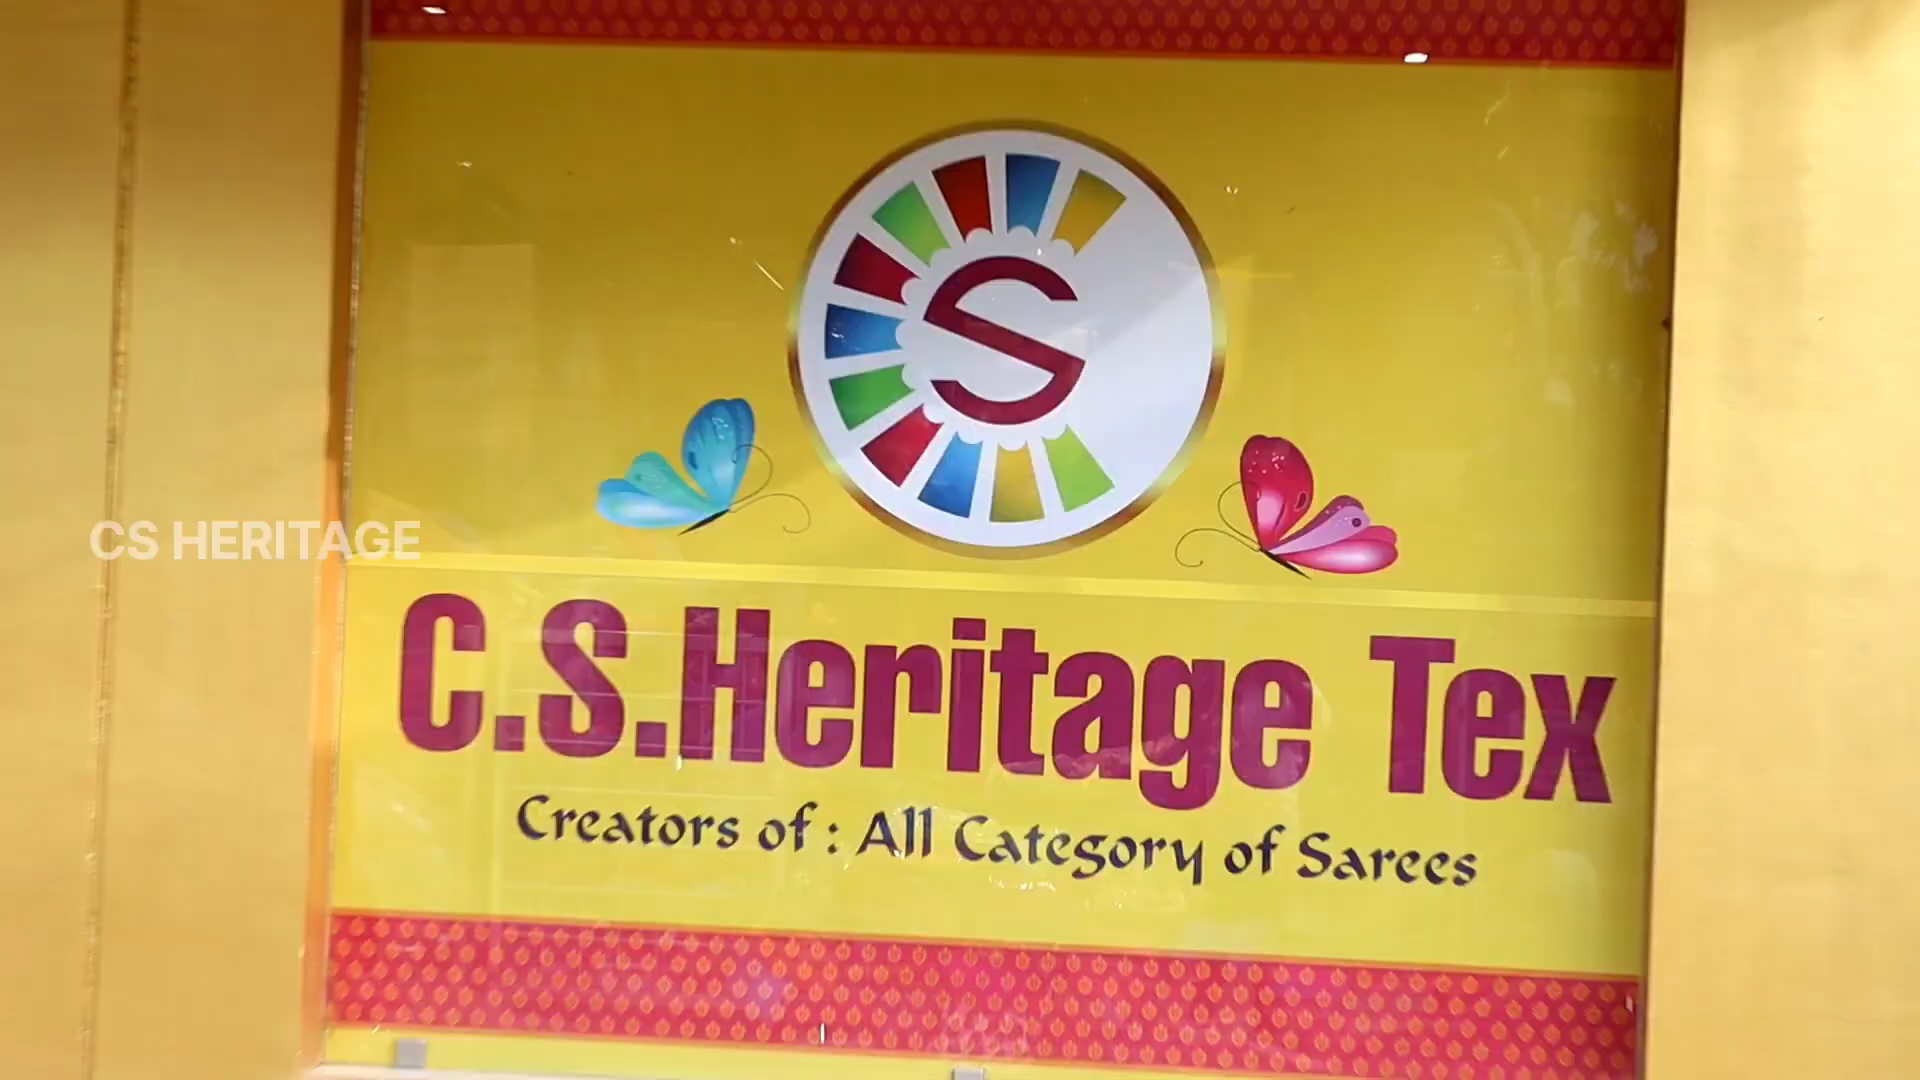 S
CS HERITAGE
C.S.Heritage Tex
Creators of : All Category of Sarees